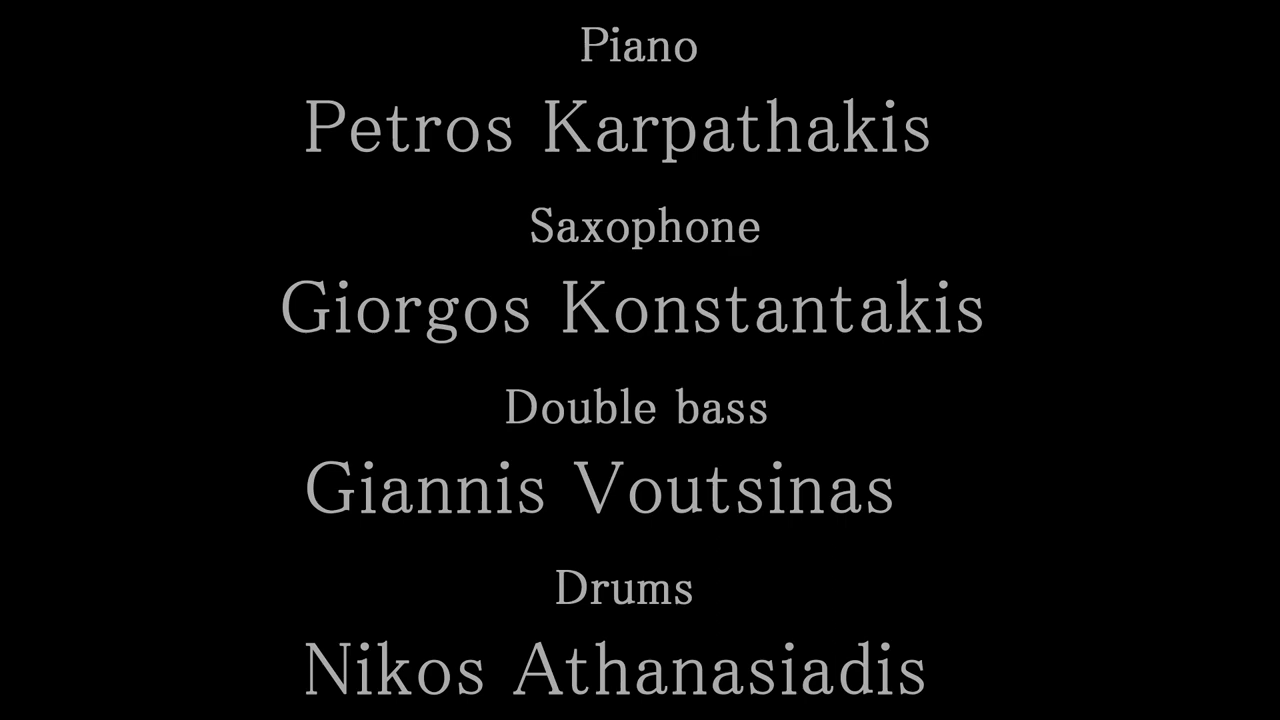 Piano
Petros Karpathakis
Saxophone
Giorgos Konstantakis
Double bass
Giannis Voutsinas
Drums
Nikos Athanasiadis